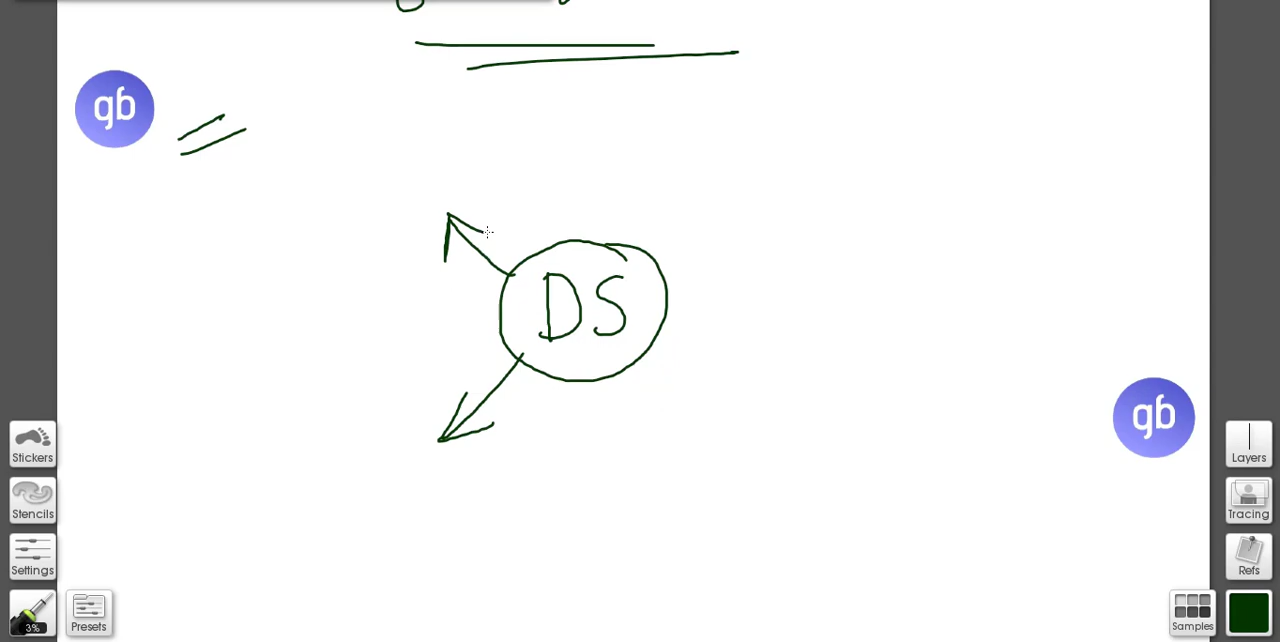 gb
DS
gb
Stickers
Layers
Stencils
Tracing
Settings
Refs
3%
Presets
Samples